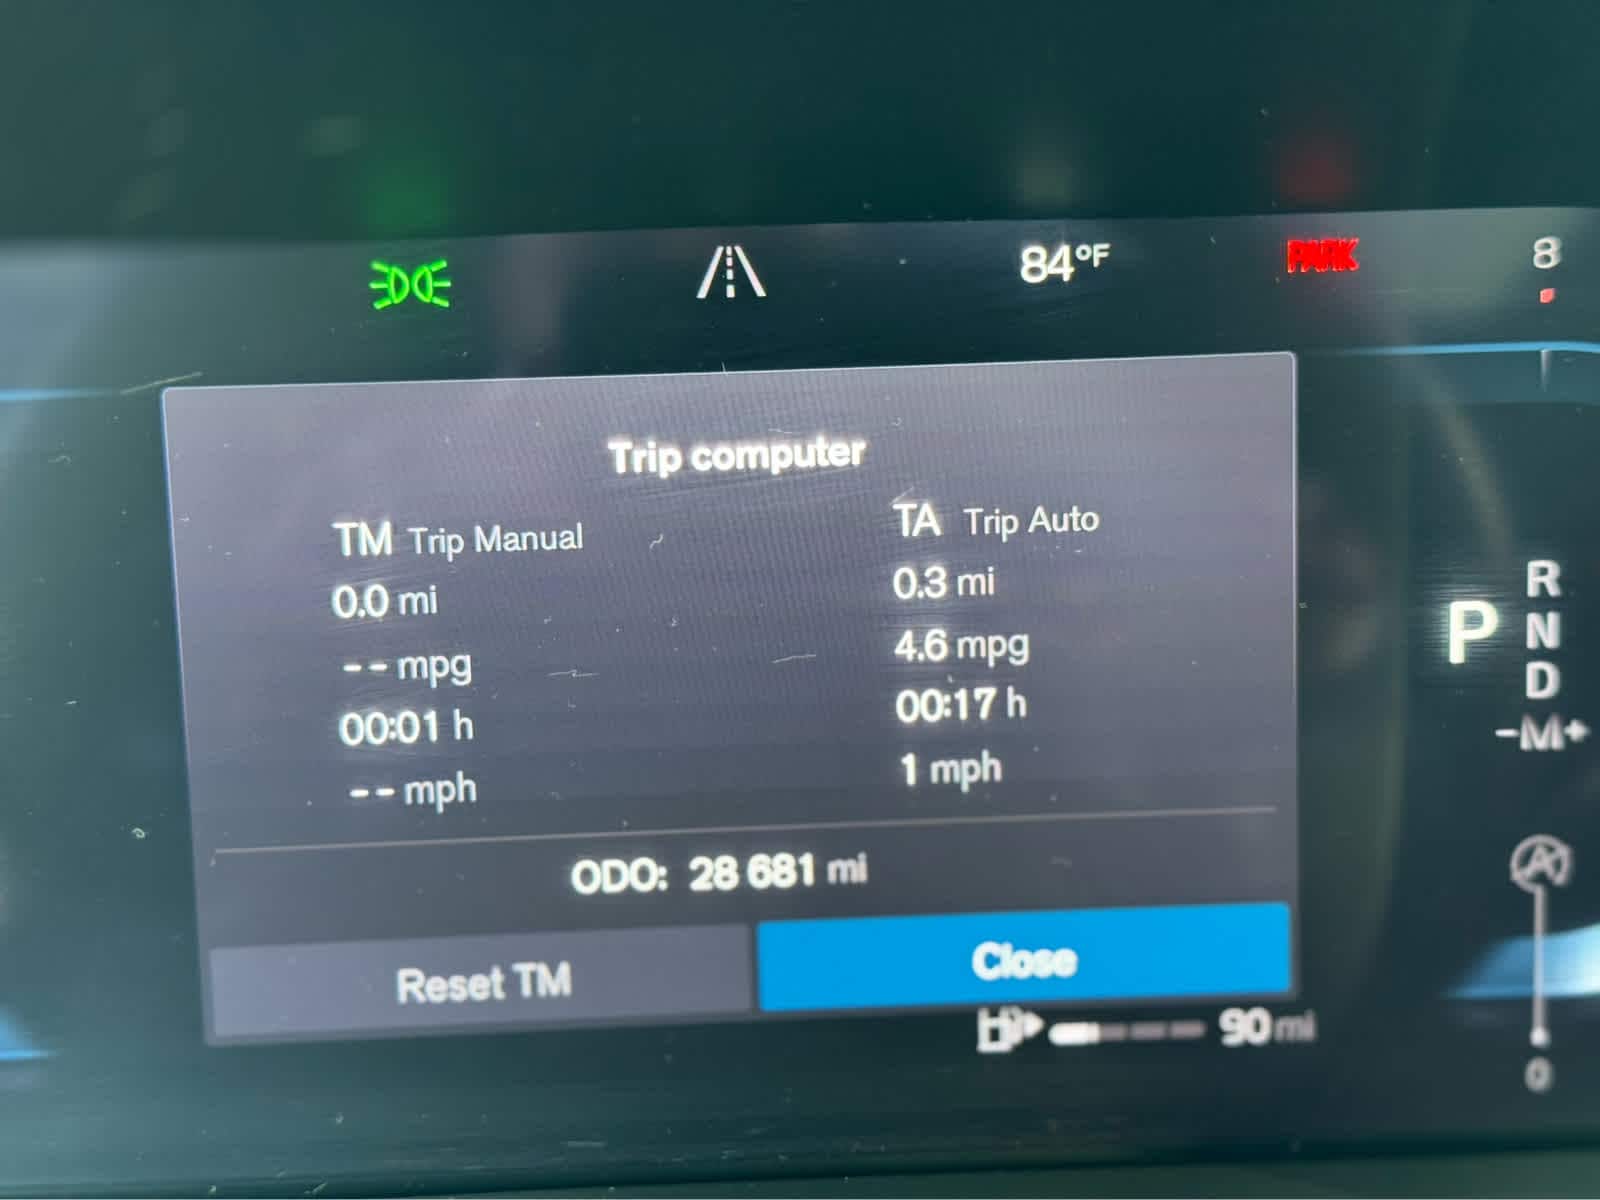 84°F PARK 8
Trip computer
TM Trip Manual
0.0 mi
-- mpg
00:01 h
-- mph
TA Trip Auto
0.3 mi
4.6 mpg
00:17 h
1 mph
ODO: 28 681 mi
Reset TM
Close
90 mi
R
P N
D
-M+
A
0